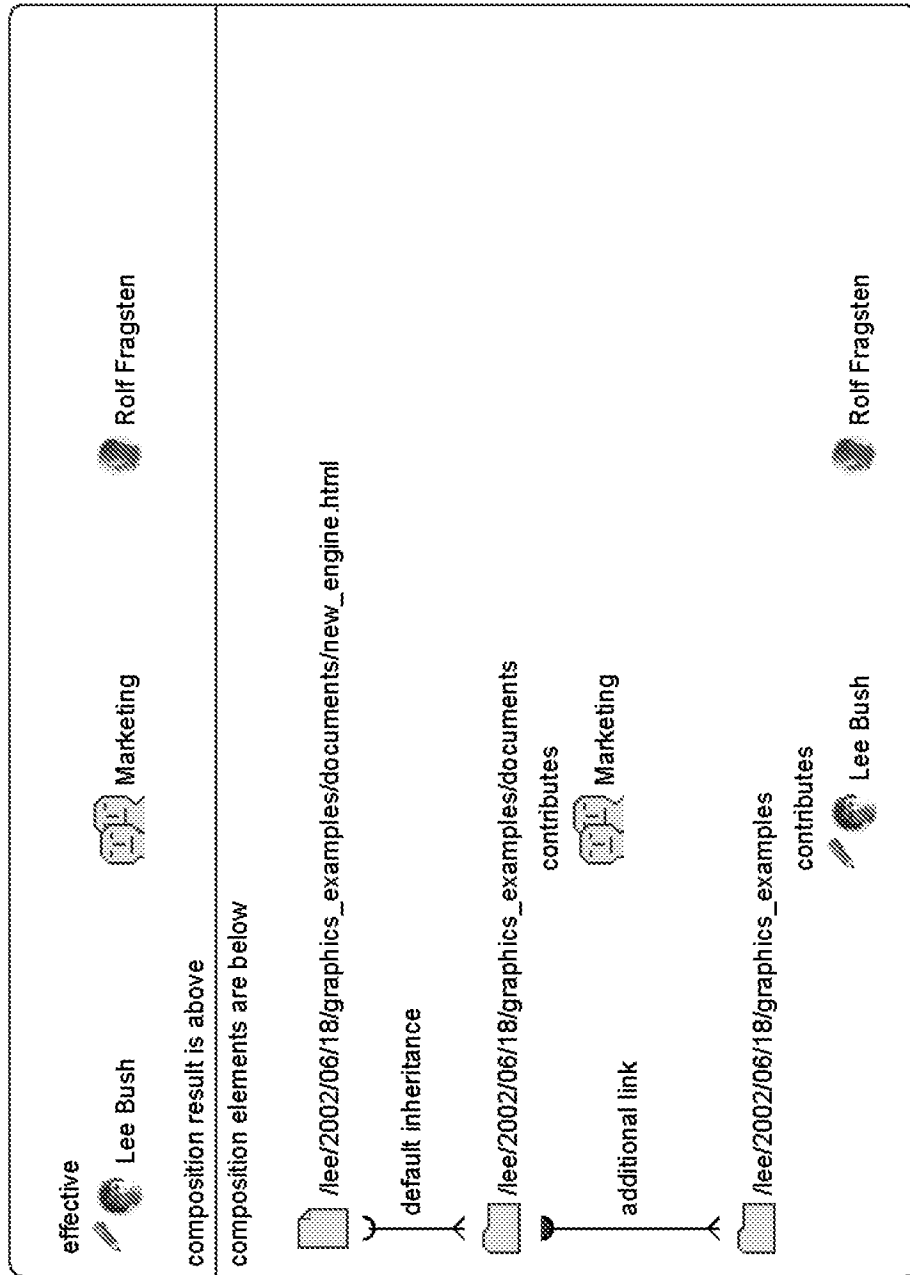 effective
Lee Bush Marketing Rolf Fragsten
composition result is above
composition elements are below
/lee/2002/06/18/graphics_examples/documents/new_engine.html
default inheritance
/lee/2002/06/18/graphics_examples/documents
contributes
Marketing
additional link
/lee/2002/06/18/graphics_examples
contributes
Lee Bush Rolf Fragsten